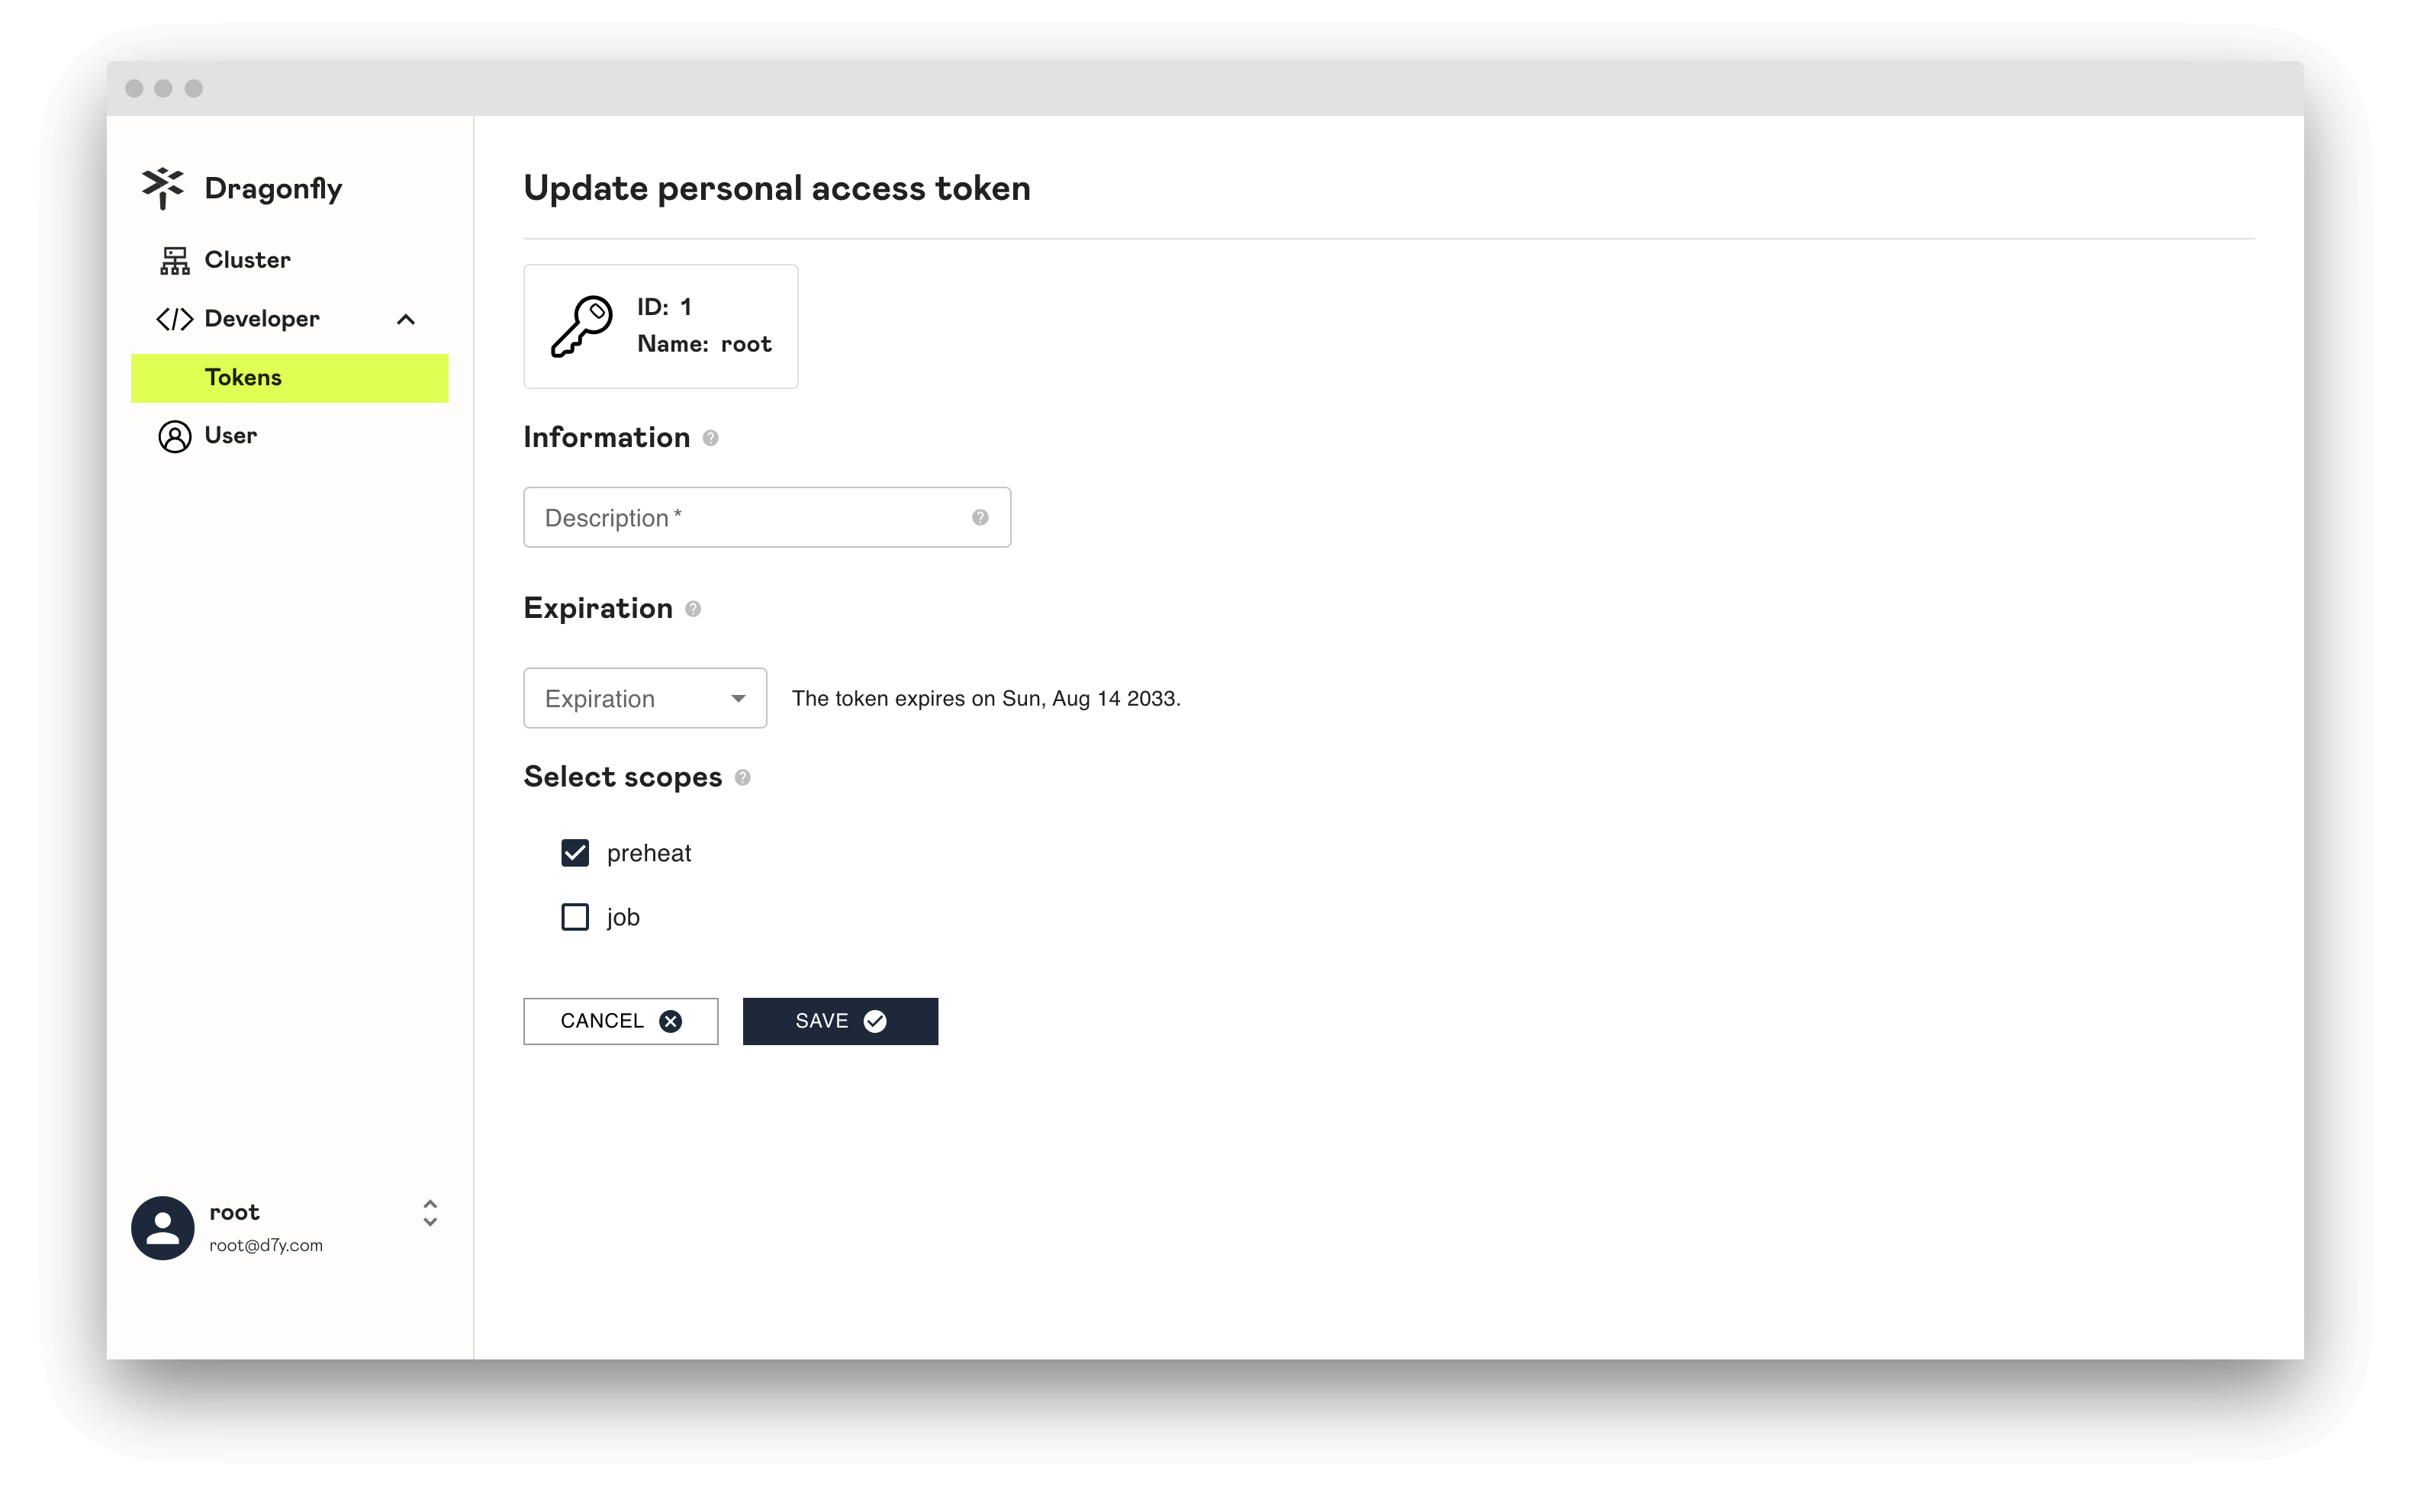 Dragonfly
Cluster
Developer
Tokens
User
root
root@d7y.com
Update personal access token
ID: 1
Name: root
Information
Description *
Expiration
Expiration
The token expires on Sun, Aug 14 2033.
Select scopes
preheat
job
CANCEL
SAVE